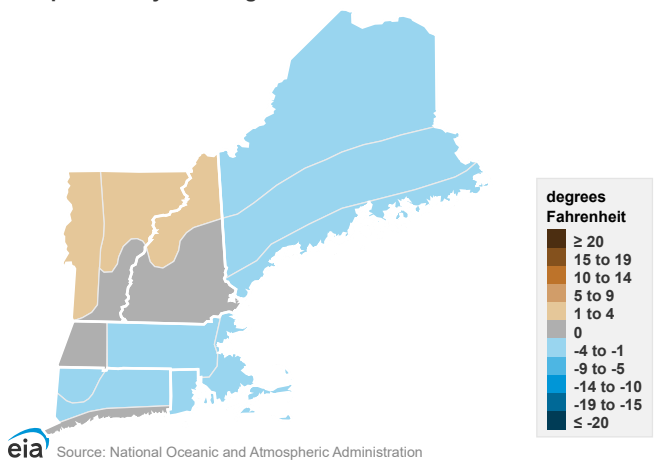 degrees
Fahrenheit
≥ 20
15 to 19
10 to 14
5 to 9
1 to 4
0
-4 to -1
-9 to -5
-14 to -10
-19 to -15
≤ -20
eia
Source: National Oceanic and Atmospheric Administration